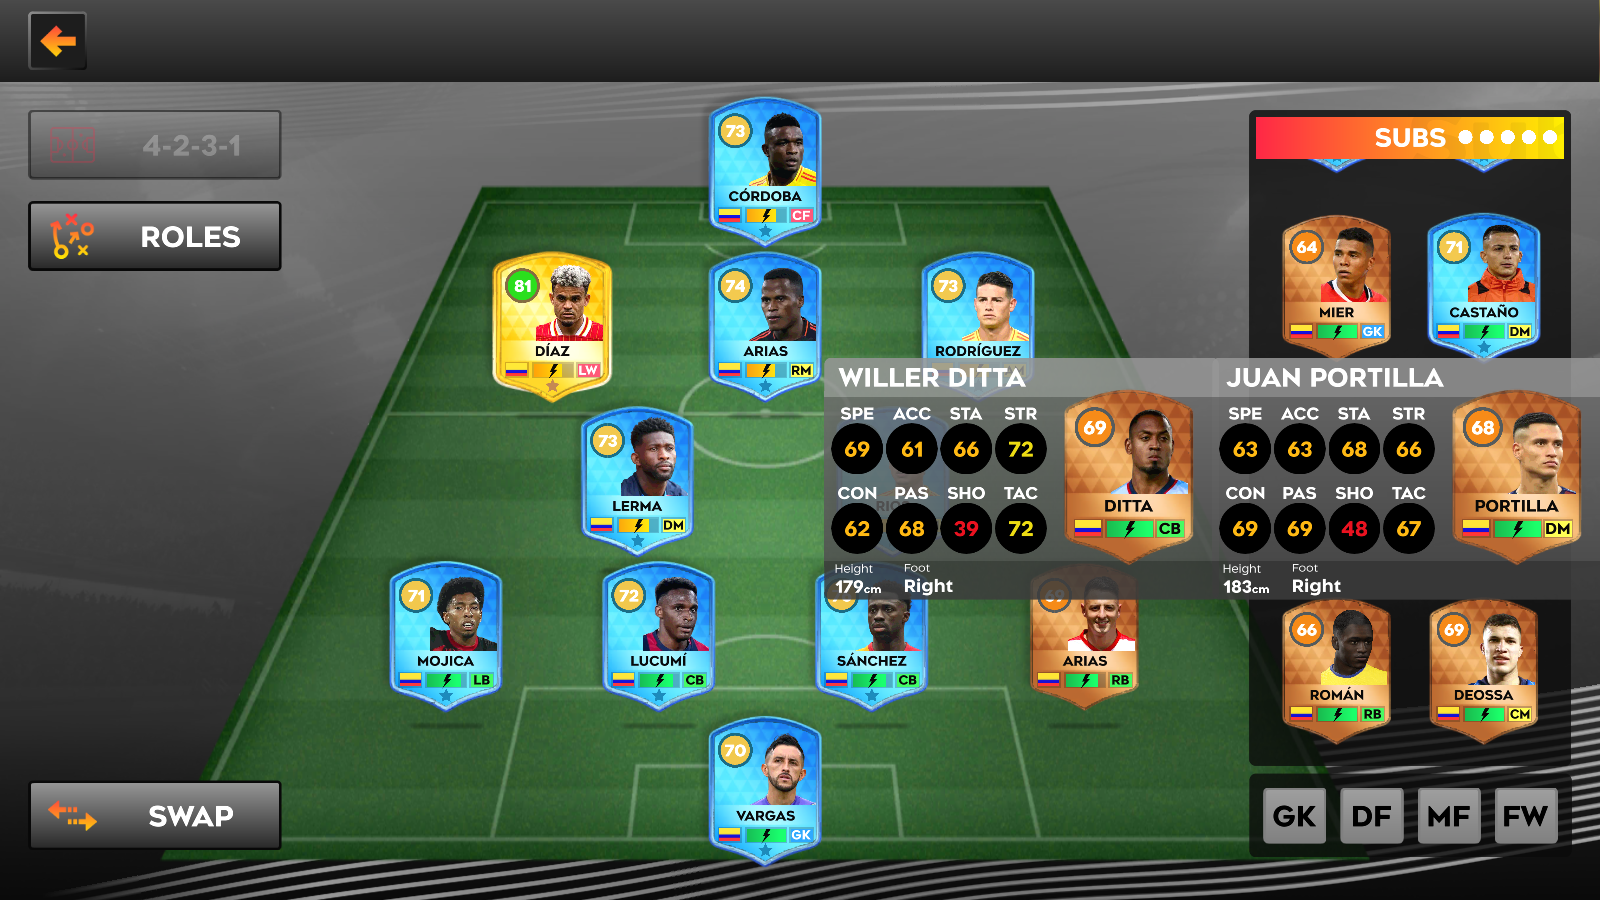 4-2-3-1
ROLES
SWAP
73
CÓRDOBA
CF
81
DÍAZ
LW
74
ARIAS
RM
73
RODRÍGUEZ
73
LERMA
DM
71
MOJICA
LB
72
LUCUMÍ
CB
SÁNCHEZ
CB
69
ARIAS
RB
70
VARGAS
GK
WILLER DITTA
SPE ACC STA STR
69 61 66 72
CON PAS SHO TAC
62 68 39 72
Height Foot
179cm Right
69
DITTA
CB
JUAN PORTILLA
SPE ACC STA STR
63 63 68 66
CON PAS SHO TAC
69 69 48 67
Height Foot
183cm Right
68
PORTILLA
DM
SUBS
64
MIER
GK
71
CASTAÑO
DM
66
ROMÁN
RB
69
DEOSSA
CM
GK DF MF FW